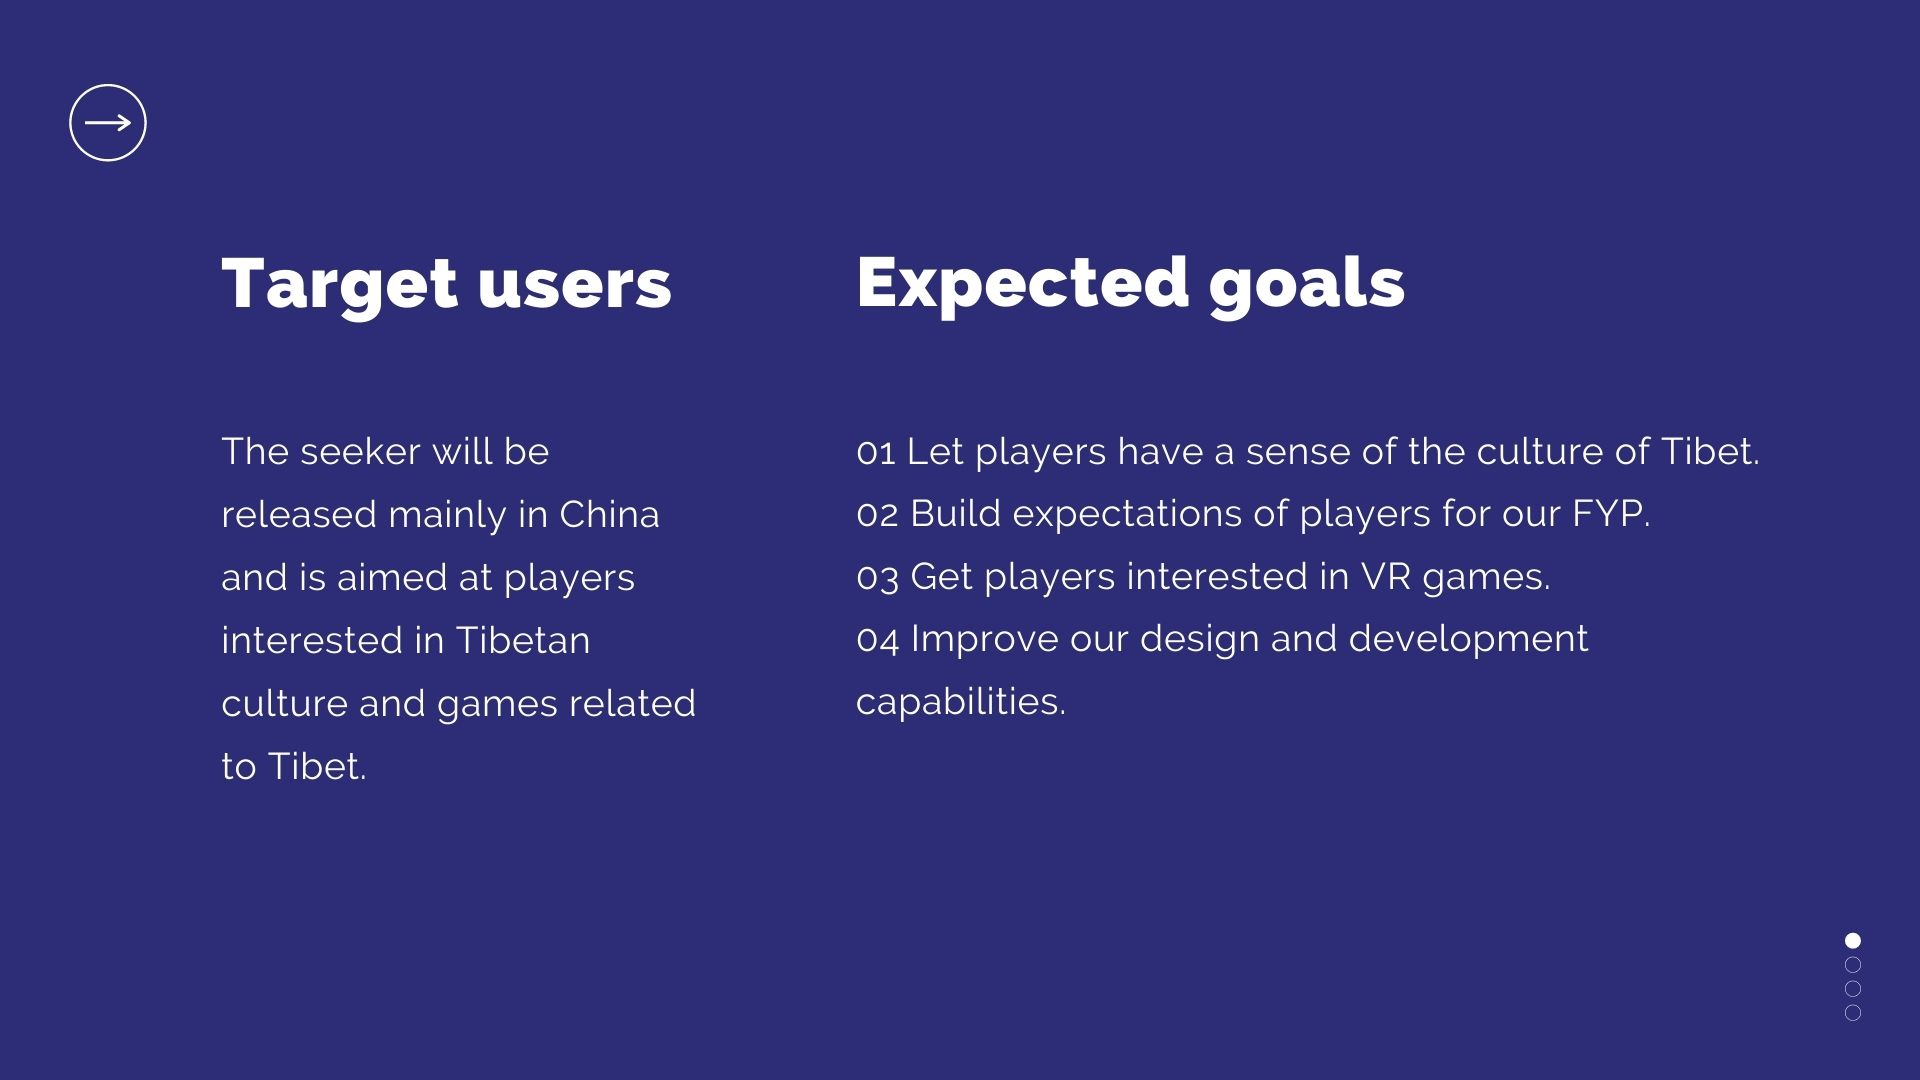 Target users
The seeker will be
released mainly in China
and is aimed at players
interested in Tibetan
culture and games related
to Tibet.
Expected goals
01 Let players have a sense of the culture of Tibet.
02 Build expectations of players for our FYP.
03 Get players interested in VR games.
04 Improve our design and development
capabilities.